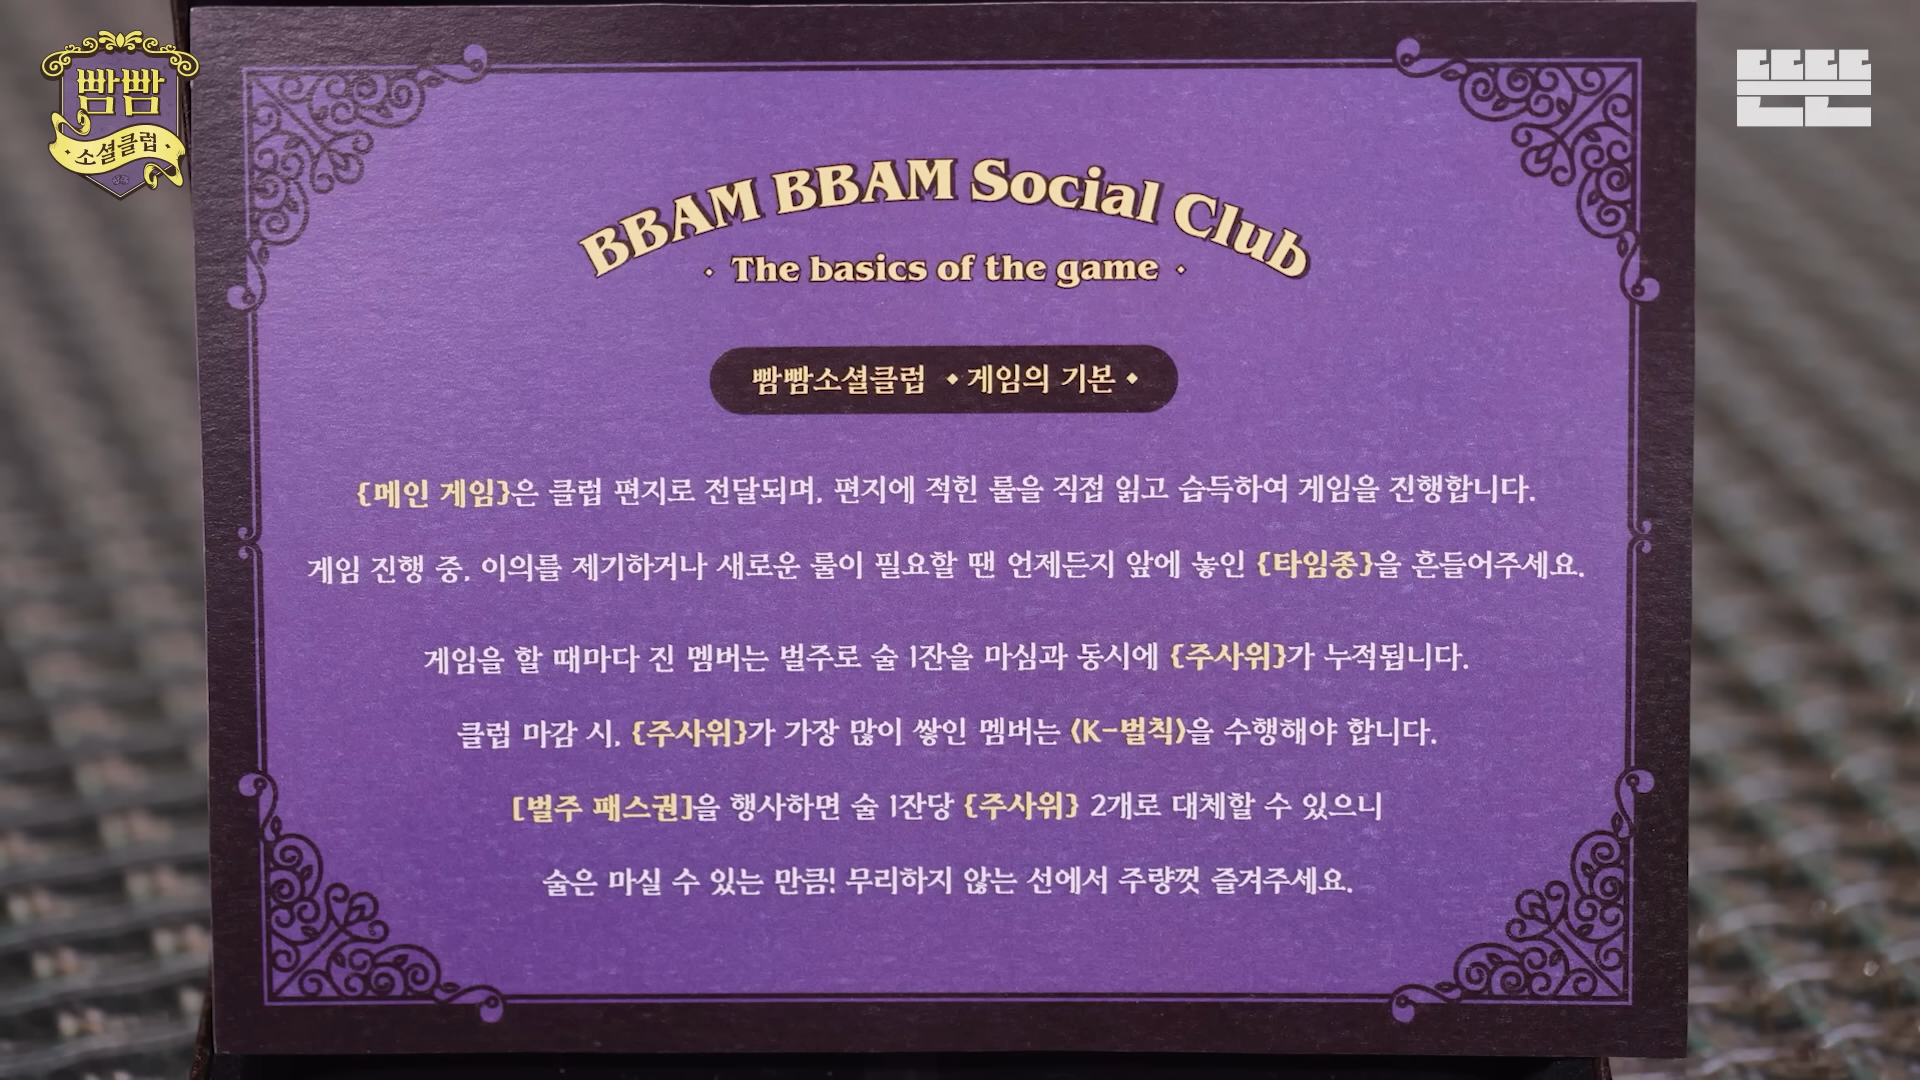 빰빰
소셜클럽
뜬뜬
BBAM BBAM Social Club
· The basics of the game ·
빰빰소셜클럽 ◆ 게임의 기본 ◆
{메인 게임}은 클럽 편지로 전달되며, 편지에 적힌 룰을 직접 읽고 습득하여 게임을 진행합니다.
게임 진행 중, 이의를 제기하거나 새로운 룰이 필요할 땐 언제든지 앞에 놓인 {타임종}을 흔들어주세요.
게임을 할 때마다 진 멤버는 벌주로 술 1잔을 마심과 동시에 {주사위}가 누적됩니다.
클럽 마감 시, {주사위}가 가장 많이 쌓인 멤버는 <K-벌칙>을 수행해야 합니다.
[벌주 패스권]을 행사하면 술 1잔당 {주사위} 2개로 대체할 수 있으니
술은 마실 수 있는 만큼! 무리하지 않는 선에서 주량껏 즐겨주세요.